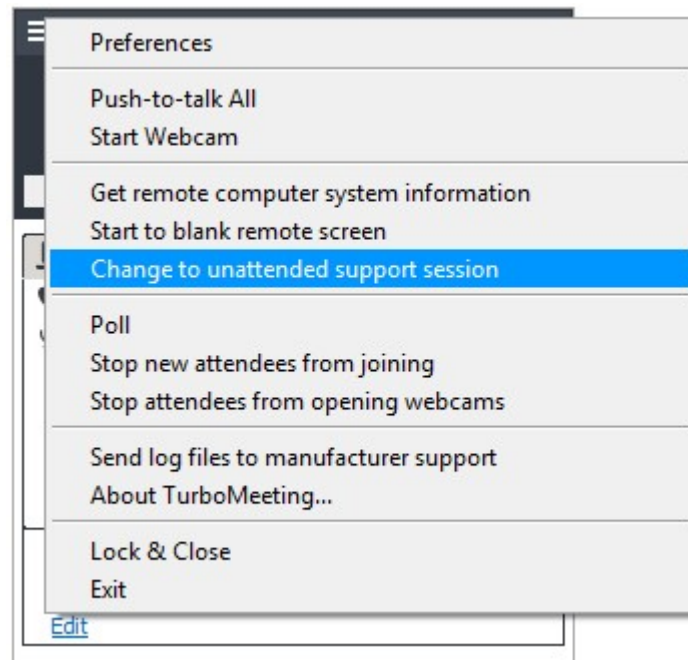 Preferences
Push-to-talk All
Start Webcam
Get remote computer system information
Start to blank remote screen
Change to unattended support session
Poll
Stop new attendees from joining
Stop attendees from opening webcams
Send log files to manufacturer support
About TurboMeeting...
Lock & Close
Exit
Edit